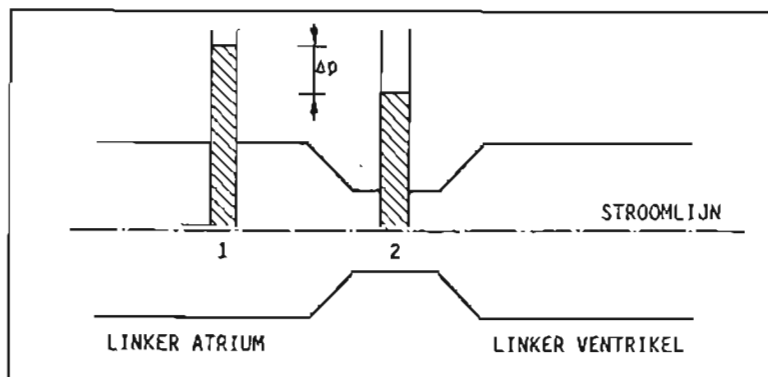 Δp
STROOMLIJN
1 2
LINKER ATRIUM LINKER VENTRIKEL